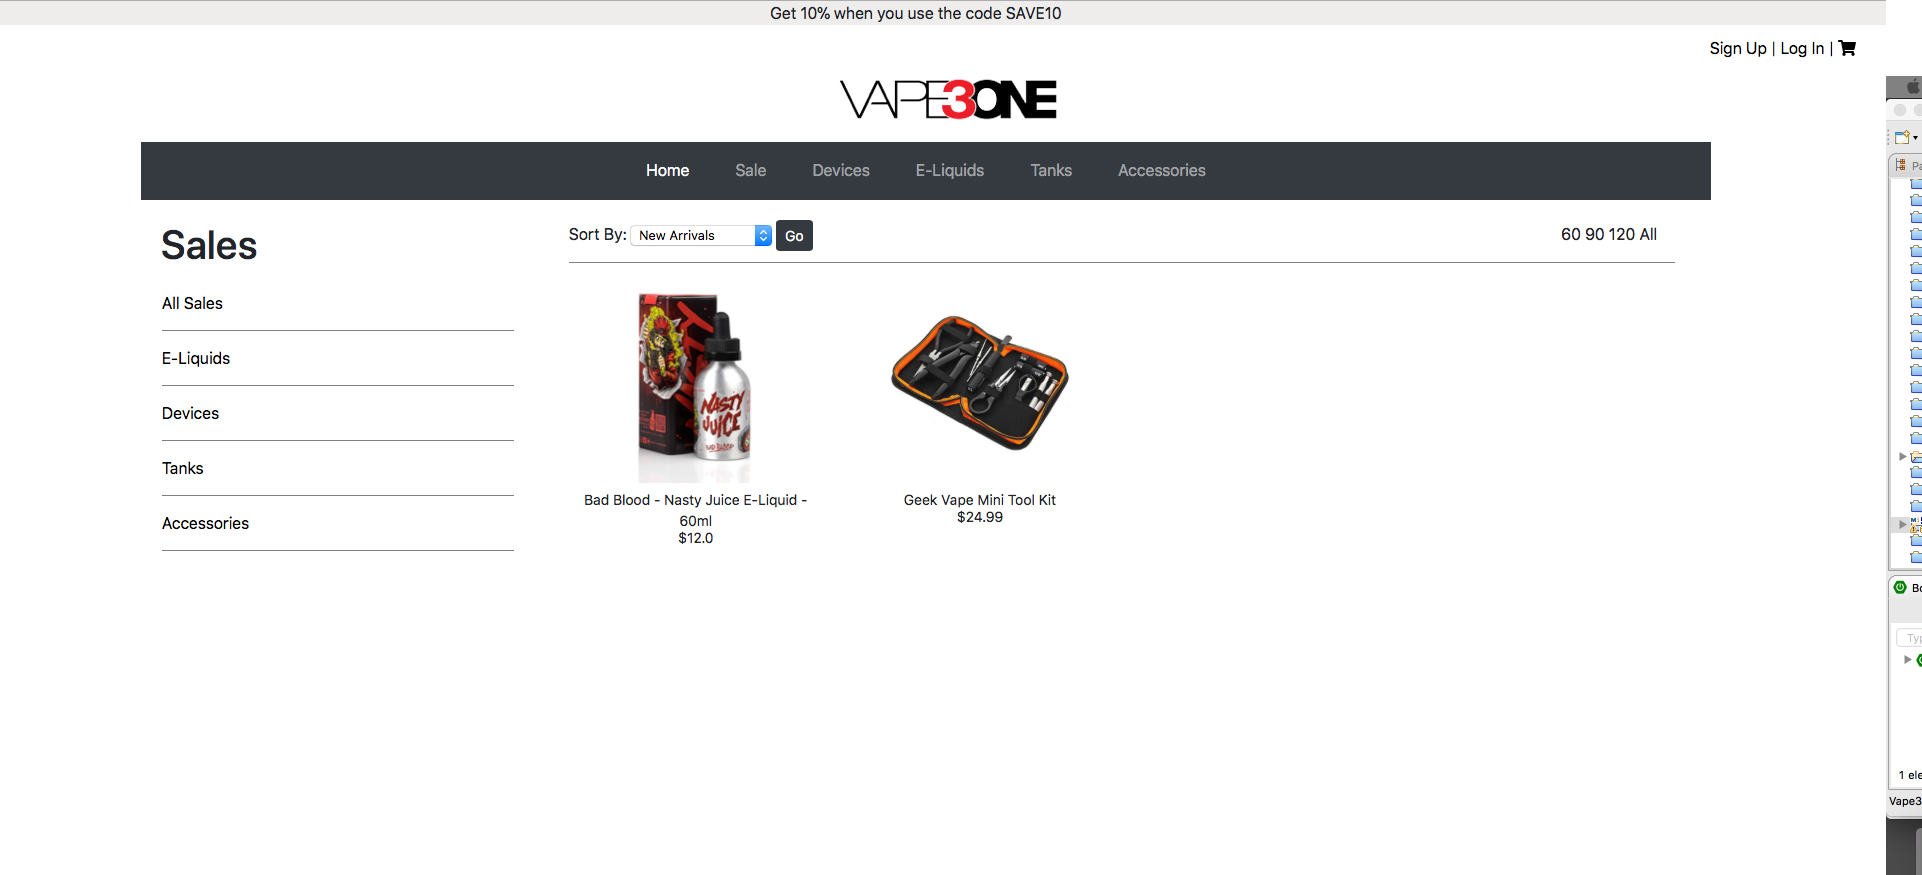 Get 10% when you use the code SAVE10
Sign Up | Log In |
VAPE3ONE
Home Sale Devices E-Liquids Tanks Accessories
Sales
Sort By: New Arrivals Go 60 90 120 All
All Sales
E-Liquids
Devices
Tanks
Accessories
NASTY
JUICE
Bad Blood - Nasty Juice E-Liquid -
60ml
$12.0
Geek Vape Mini Tool Kit
$24.99
Pa
Bo
Typ
1 ele
Vape3